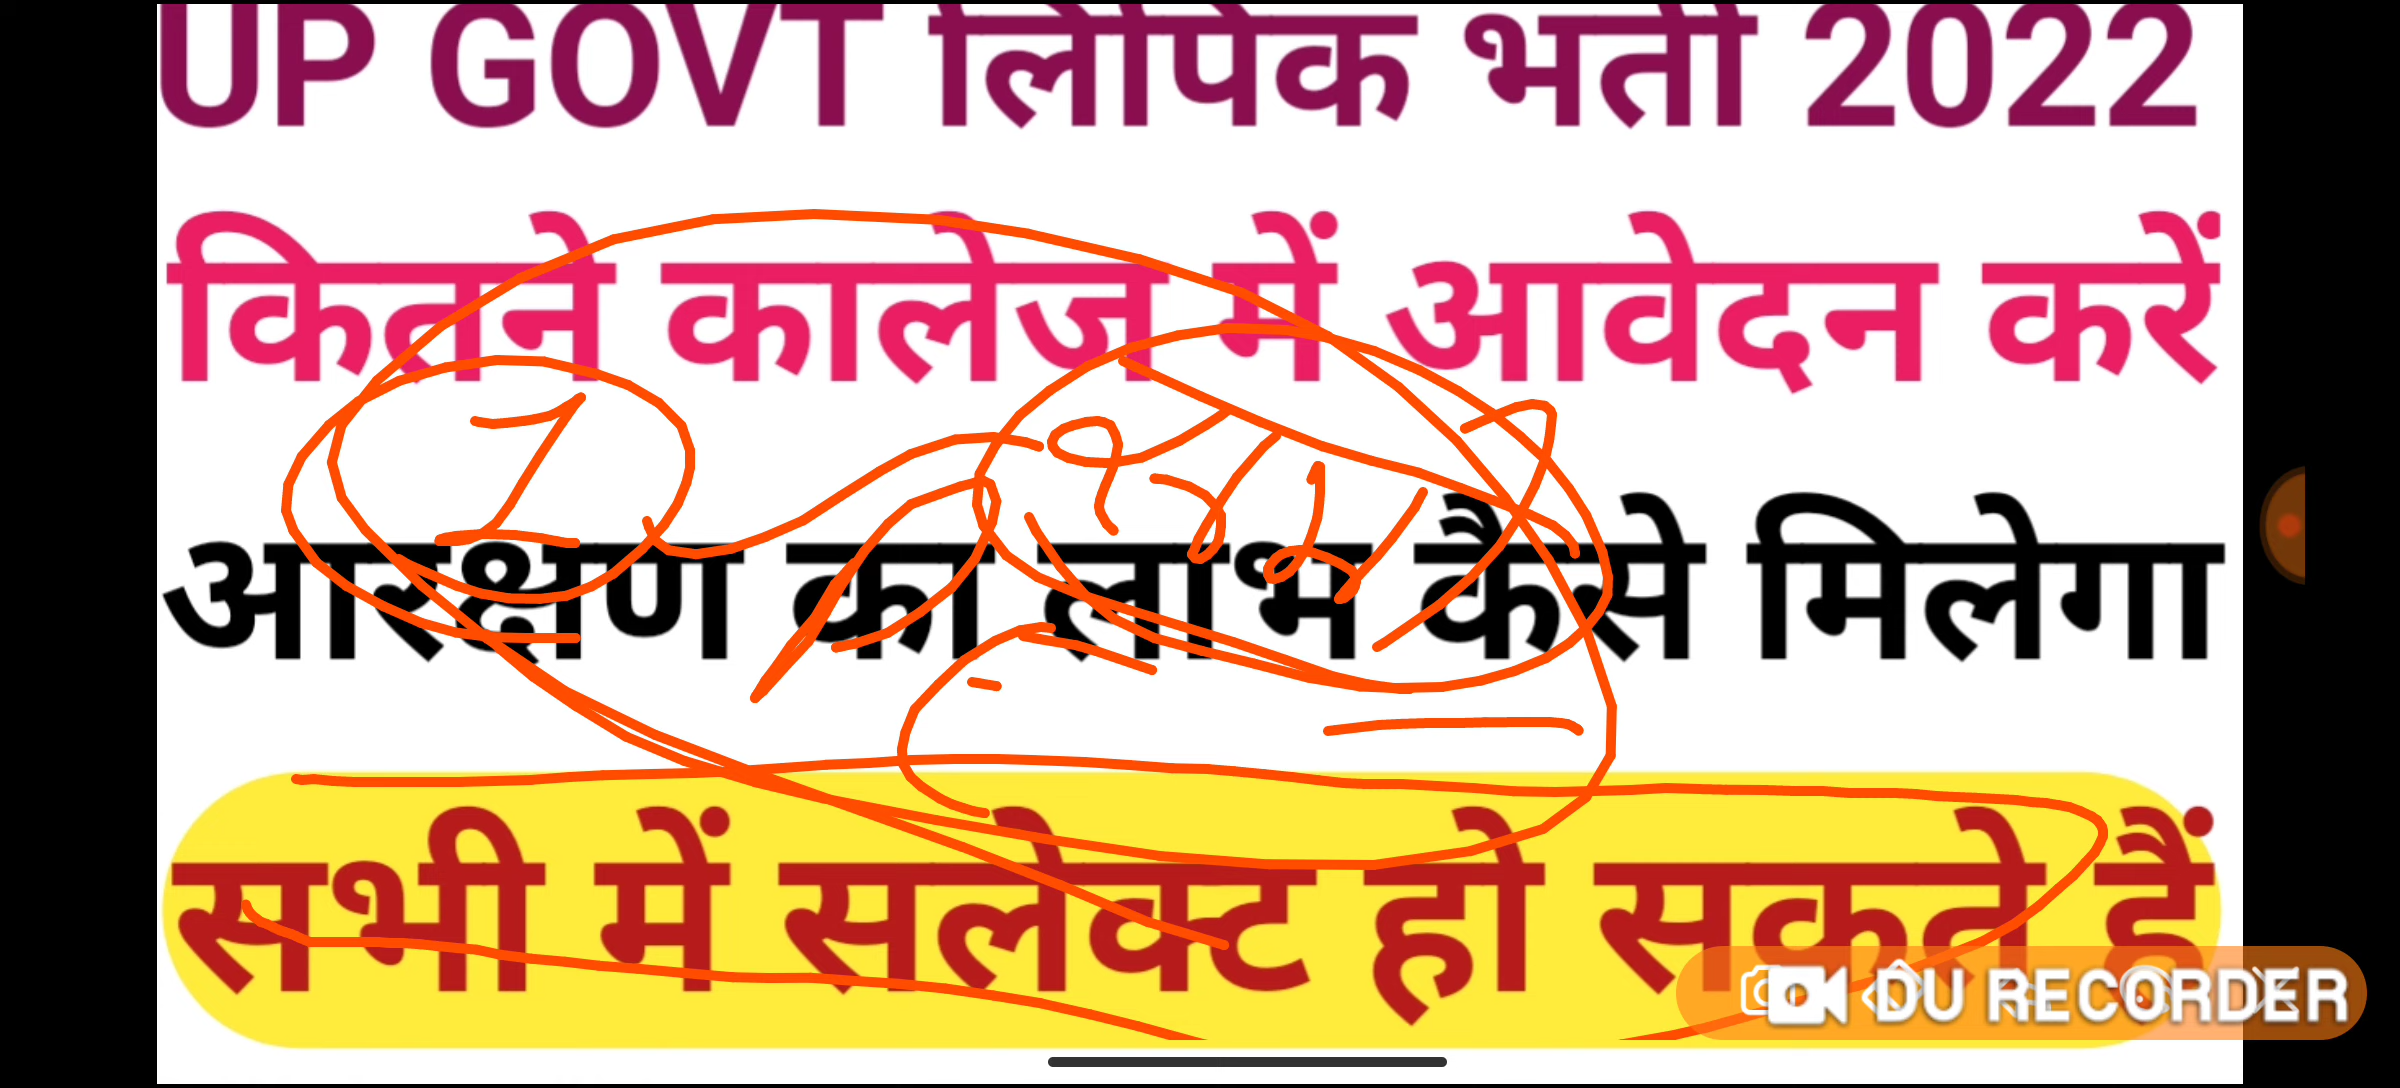 UP GOVT लिपिक भर्ती 2022
कितने कालेज में आवेदन करें
आरक्षण का लाभ कैसे मिलेगा
सभी में सलेक्ट हो सकते हैं
DU RECORDER